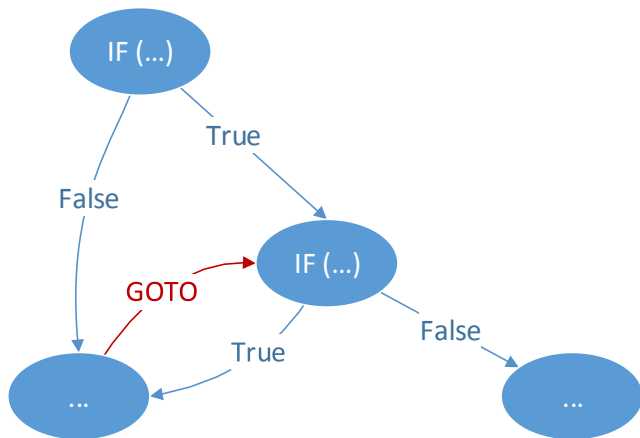 IF (...)
True
False
IF (...)
GOTO
True
False
...
...